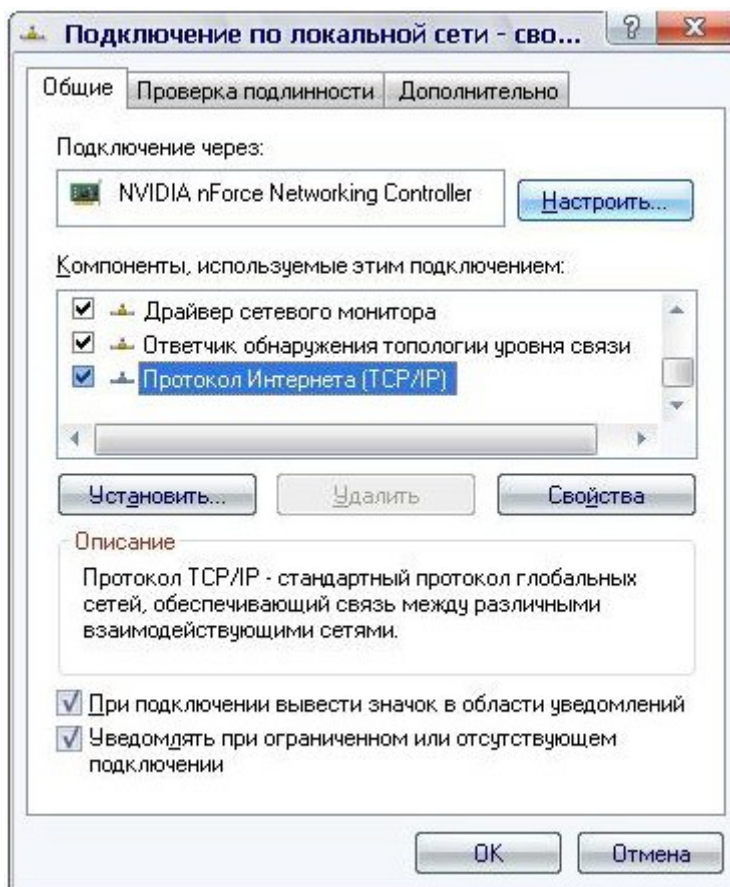 Подключение по локальной сети - сво...
Общие
Проверка подлинности
Дополнительно
Подключение через:
NVIDIA nForce Networking Controller
Настроить...
Компоненты, используемые этим подключением:
Драйвер сетевого монитора
Ответчик обнаружения топологии уровня связи
Протокол Интернета (TCP/IP)
Установить...
Удалить
Свойства
Описание
Протокол TCP/IP - стандартный протокол глобальных
сетей, обеспечивающий связь между различными
взаимодействующими сетями.
При подключении вывести значок в области уведомлений
Уведомлять при ограниченном или отсутствующем
подключении
OK
Отмена